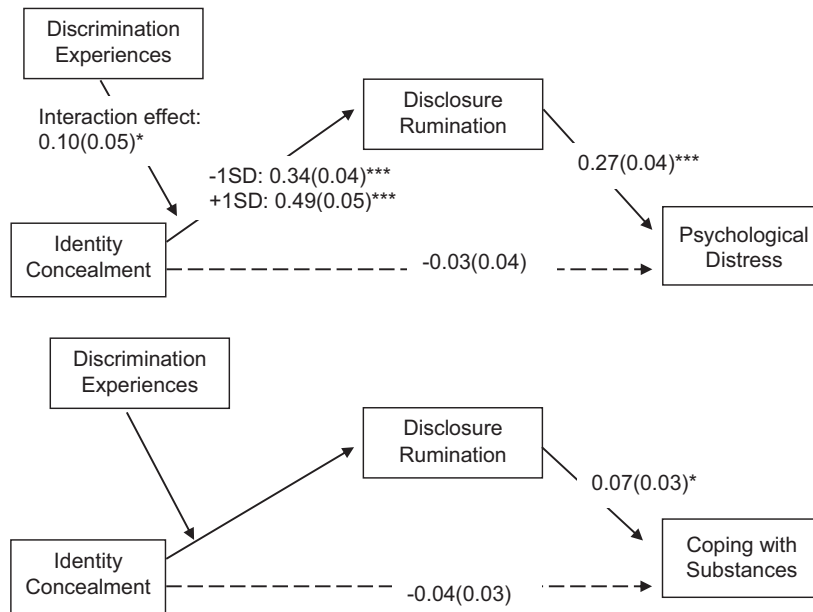 Discrimination
Experiences
Interaction effect:
0.10(0.05)*
Disclosure
Rumination
-1SD: 0.34(0.04)***
+1SD: 0.49(0.05)***
0.27(0.04)***
Identity
Concealment
-0.03(0.04)
Psychological
Distress
Discrimination
Experiences
Disclosure
Rumination
0.07(0.03)*
Identity
Concealment
-0.04(0.03)
Coping with
Substances